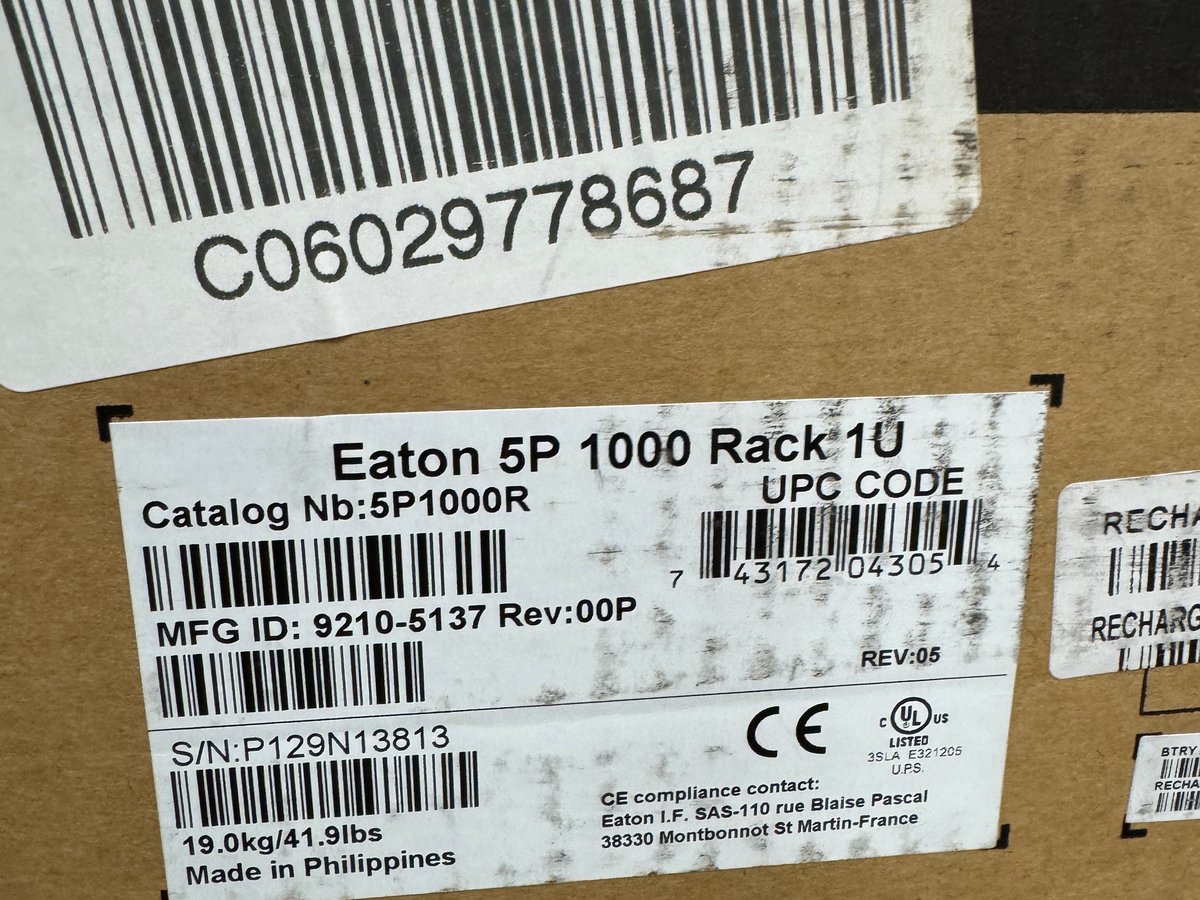 C06029778687
Eaton 5P 1000 Rack 1U
Catalog Nb:5P1000R
UPC CODE
7 43172 04305 4
MFG ID: 9210-5137 Rev:00P
REV:05
S/N:P129N13813
CE
c UL US
LISTED
3SLA E321205
U.P.S.
19.0kg/41.9lbs
Made in Philippines
CE compliance contact:
Eaton I.F. SAS-110 rue Blaise Pascal
38330 Montbonnot St Martin-France
BTRY